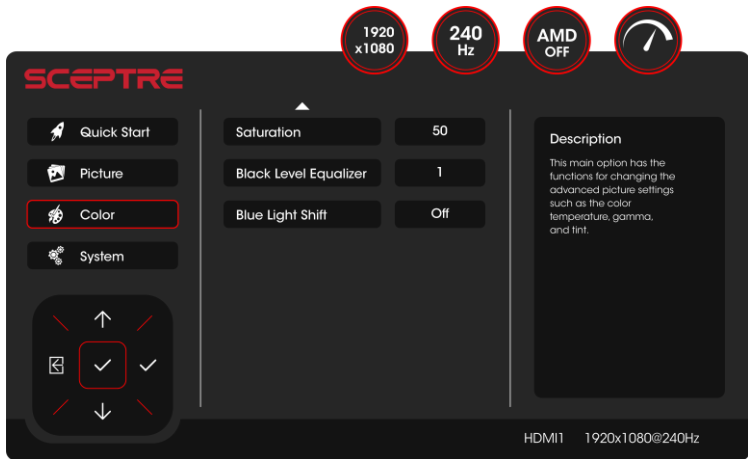 1920
x1080
240
Hz
AMD
OFF
SCEPTRE
Quick Start
Picture
Color
System
Saturation 50
Black Level Equalizer 1
Blue Light Shift Off
Description
This main option has the
functions for changing the
advanced picture settings
such as the color
temperature, gamma,
and tint.
HDMI1 1920x1080@240Hz